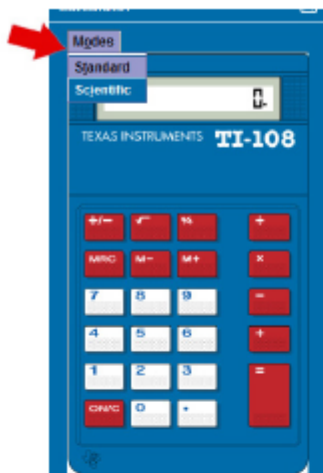 Modes
Standard
Scientific
0.
TEXAS INSTRUMENTS TI-108
+/− √ % ÷
MRC M− M+ ×
7 8 9 −
4 5 6 +
1 2 3 =
ON/C 0 .